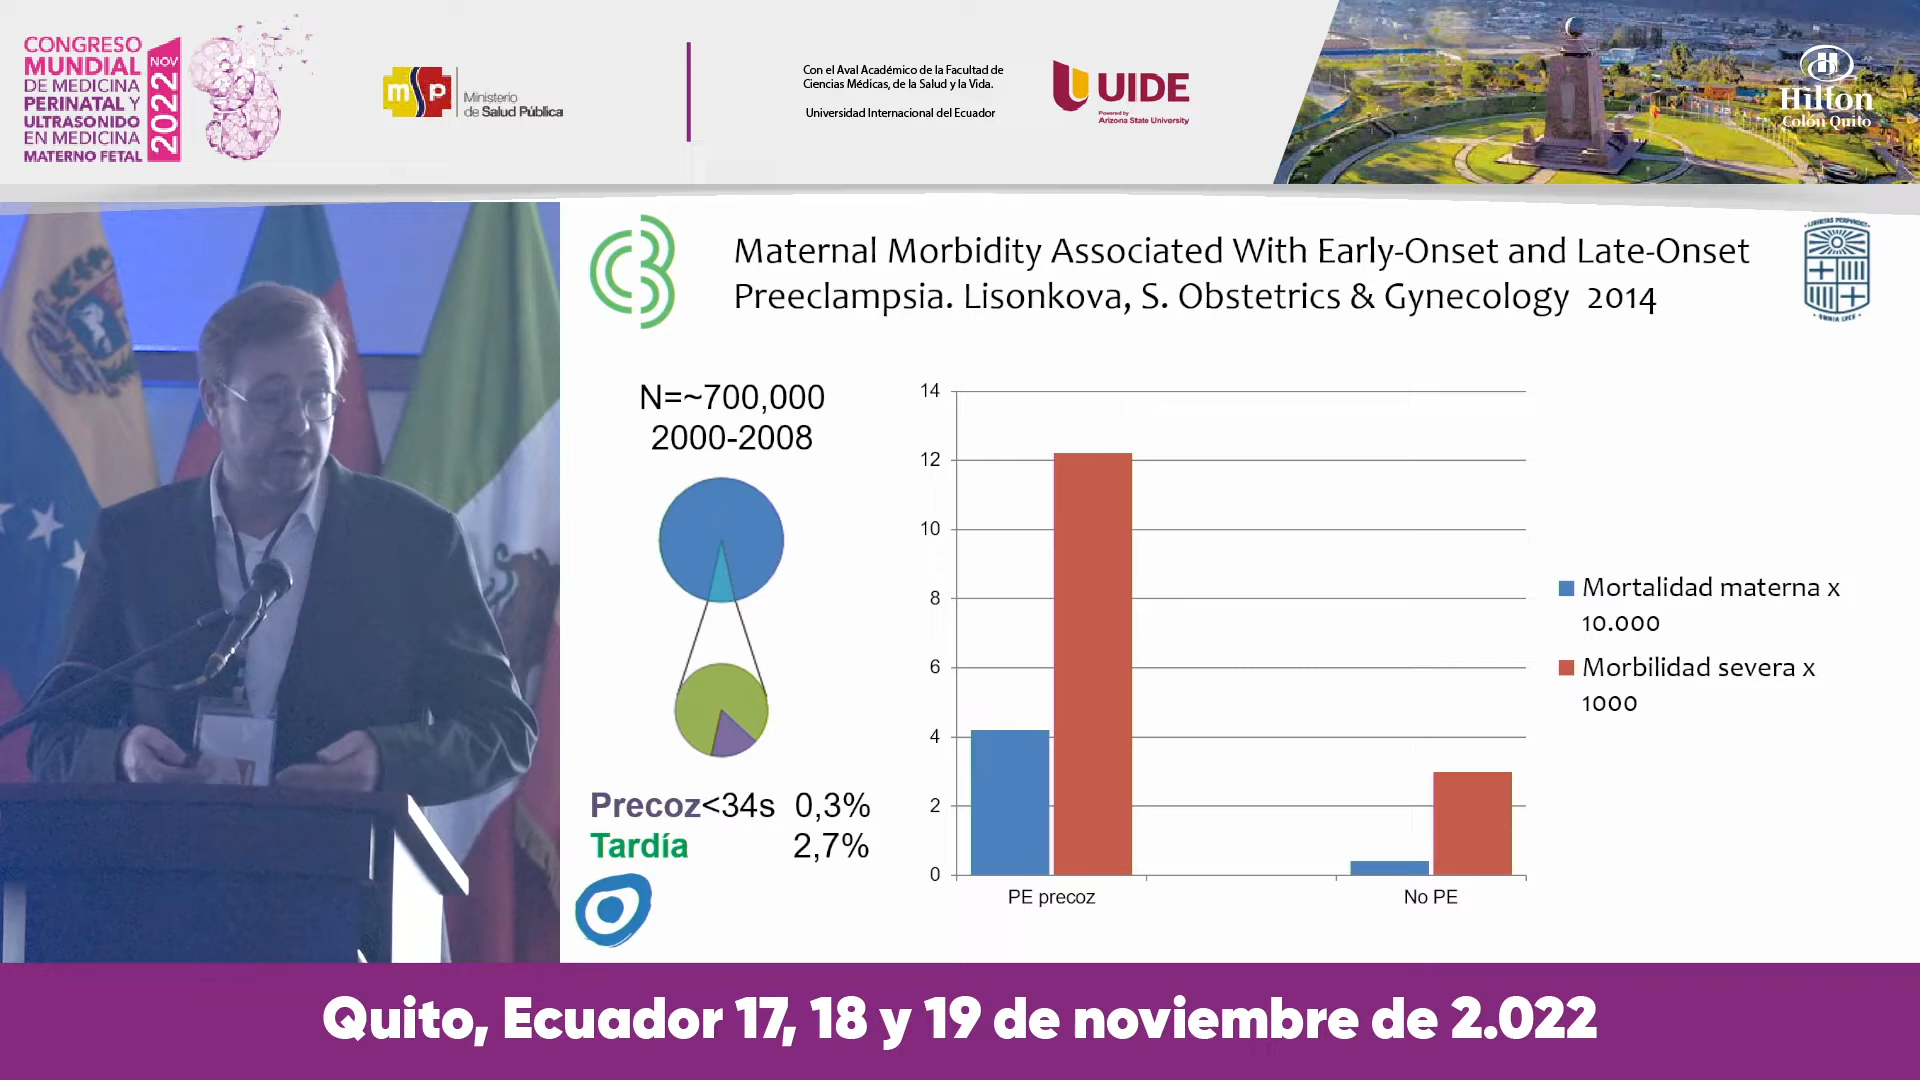 CONGRESO
MUNDIAL
DE MEDICINA
PERINATAL Y
ULTRASONIDO
EN MEDICINA
MATERNO FETAL
NOV
2022
msp
Ministerio
de Salud Pública
Con el Aval Académico de la Facultad de
Ciencias Médicas, de la Salud y la Vida.
Universidad Internacional del Ecuador
UIDE
Powered by
Arizona State University
H
Hilton
Colón Quito
Maternal Morbidity Associated With Early-Onset and Late-Onset
Preeclampsia. Lisonkova, S. Obstetrics & Gynecology 2014
N=~700,000
2000-2008
Precoz<34s 0,3%
Tardía 2,7%
14
12
10
8
6
4
2
0
PE precoz
No PE
Mortalidad materna x
10.000
Morbilidad severa x
1000
Quito, Ecuador 17, 18 y 19 de noviembre de 2.022